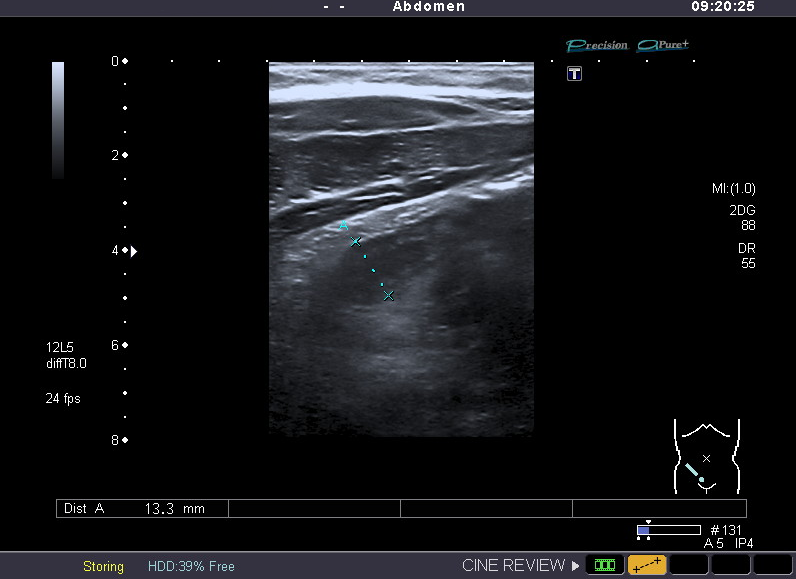 - - Abdomen 09:20:25
Precision APure+
T
0
2
4
6
8
A
MI:(1.0)
2DG
88
DR
55
12L5
diffT8.0
24 fps
Dist A 13.3 mm
#131
A 5 IP4
Storing HDD:39% Free CINE REVIEW